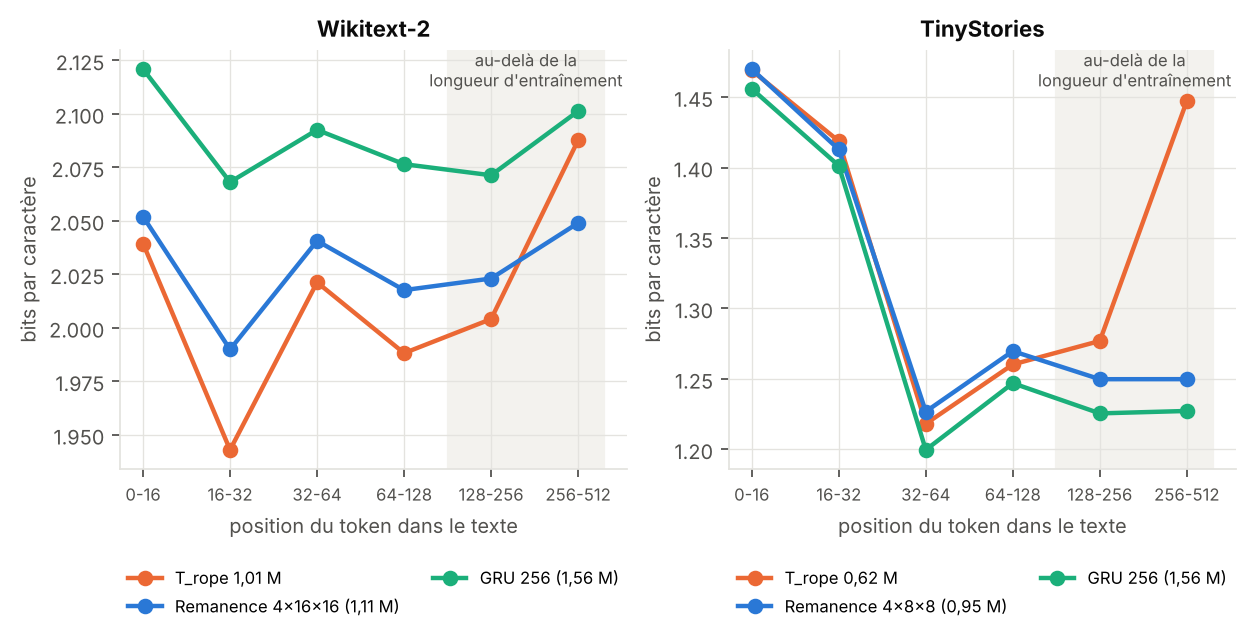 Wikitext-2
au-delà de la
longueur d'entraînement
2.125
2.100
2.075
2.050
2.025
2.000
1.975
1.950
bits par caractère
0-16
16-32
32-64
64-128
128-256
256-512
position du token dans le texte
T_rope 1,01 M
Remanence 4×16×16 (1,11 M)
GRU 256 (1,56 M)
TinyStories
au-delà de la
longueur d'entraînement
1.45
1.40
1.35
1.30
1.25
1.20
bits par caractère
0-16
16-32
32-64
64-128
128-256
256-512
position du token dans le texte
T_rope 0,62 M
Remanence 4×8×8 (0,95 M)
GRU 256 (1,56 M)